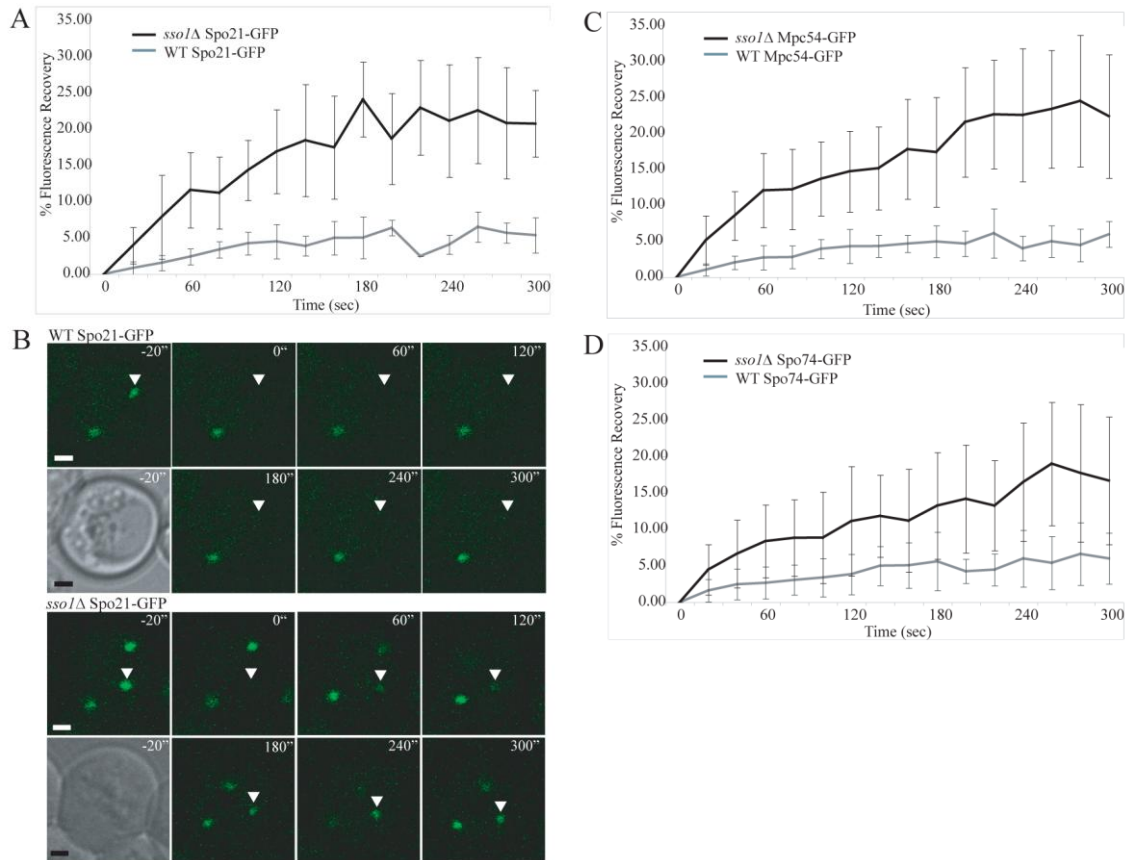 A
35.00
30.00
25.00
20.00
15.00
10.00
5.00
0.00
% Fluorescence Recovery
sso1Δ Spo21-GFP
WT Spo21-GFP
0 60 120 180 240 300
Time (sec)
B
WT Spo21-GFP
-20” 0“ 60” 120”
-20” 180” 240” 300”
sso1Δ Spo21-GFP
-20” 0“ 60” 120”
-20” 180” 240” 300”
C
35.00
30.00
25.00
20.00
15.00
10.00
5.00
0.00
% Fluorescence Recovery
sso1Δ Mpc54-GFP
WT Mpc54-GFP
0 60 120 180 240 300
Time (sec)
D
35.00
30.00
25.00
20.00
15.00
10.00
5.00
0.00
% Fluorescence Recovery
sso1Δ Spo74-GFP
WT Spo74-GFP
0 60 120 180 240 300
Time (sec)